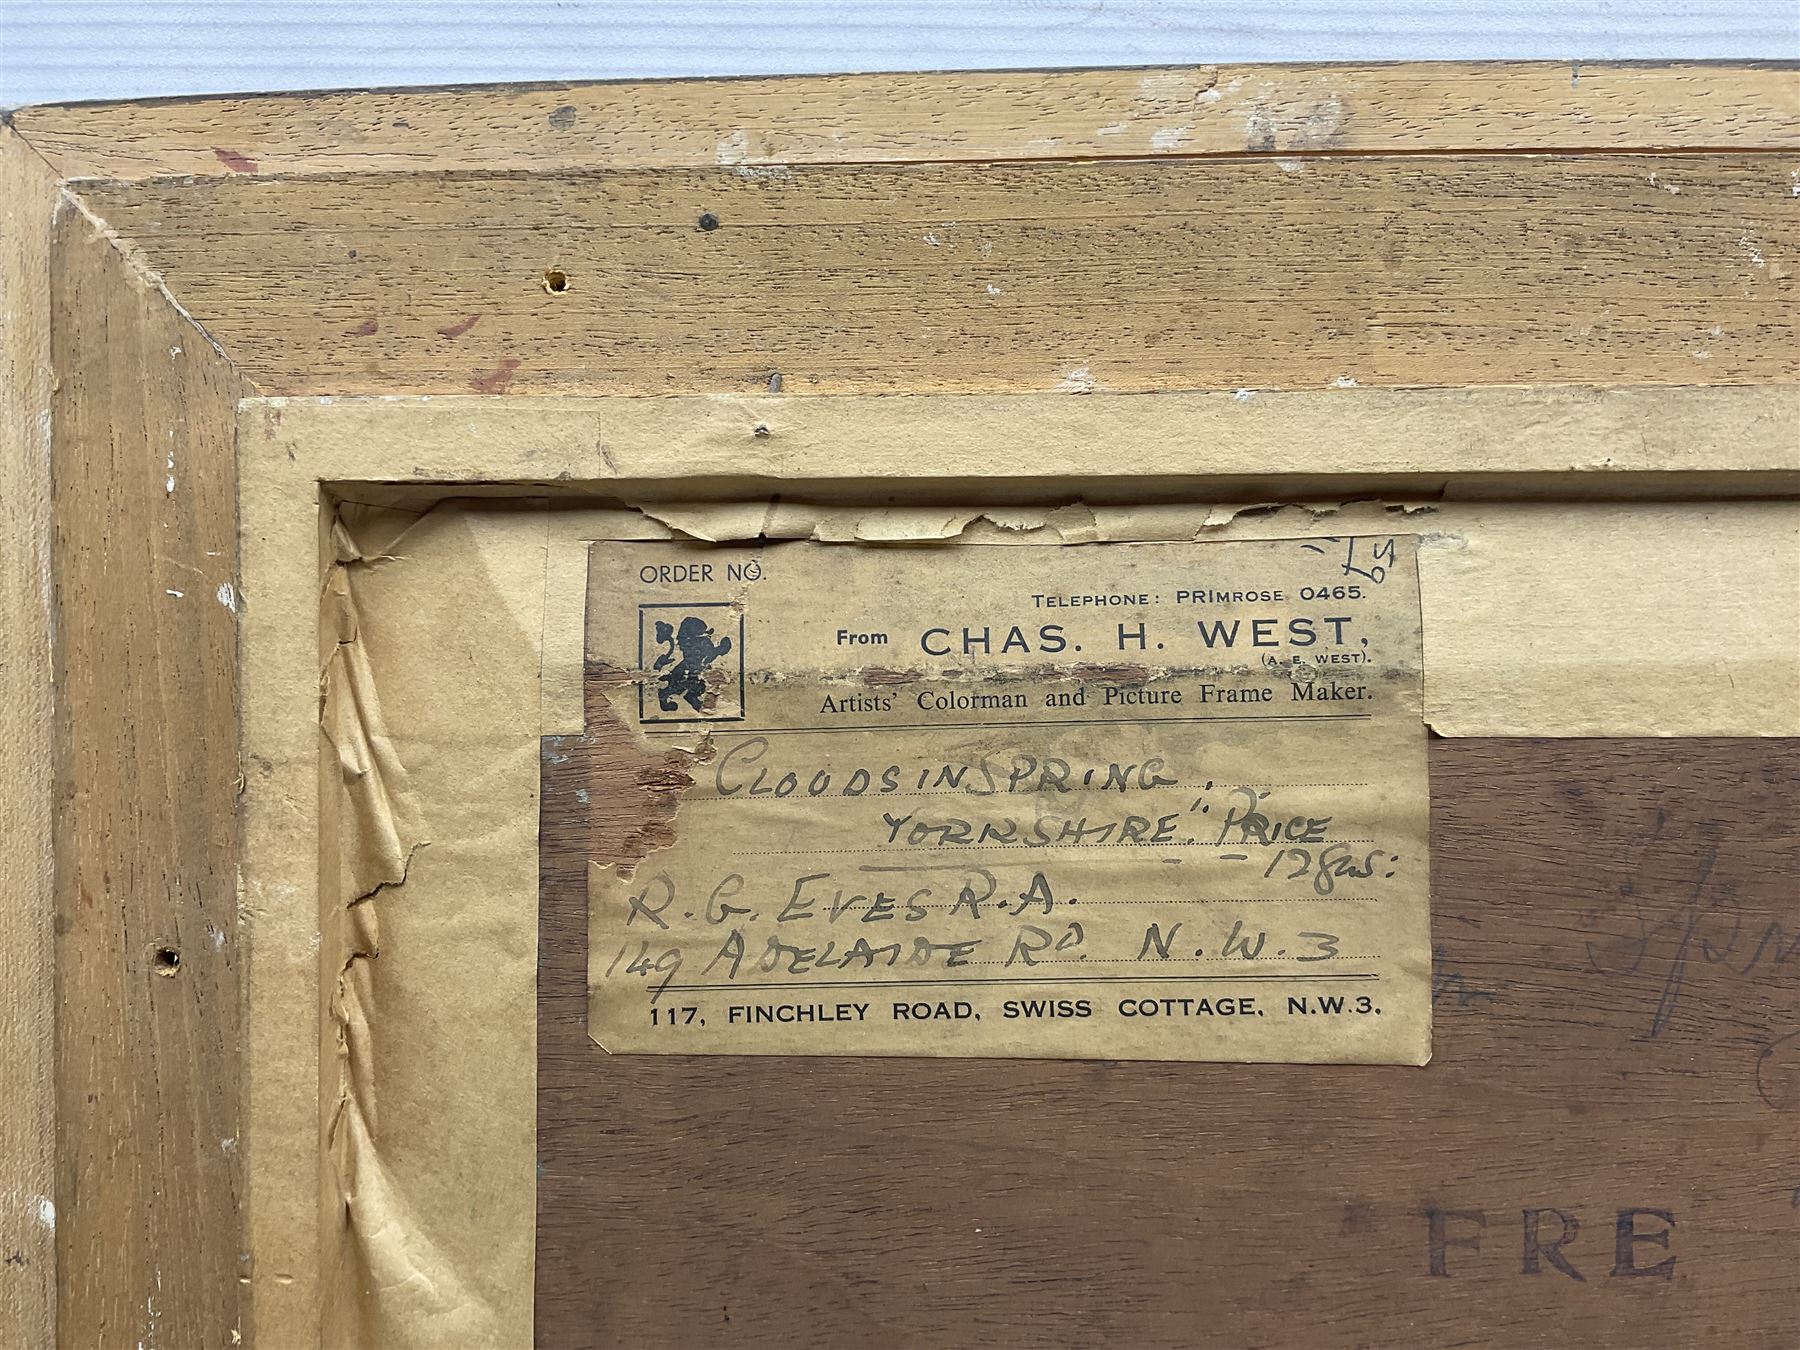 ORDER NO.
TELEPHONE: PRIMROSE 0465.
From CHAS. H. WEST,
(A. E. WEST).
Artists' Colorman and Picture Frame Maker.
CLOUDS IN SPRING.
YORKSHIRE". PRICE
12 gns:
R. G. EVES R.A.
149 ADELAIDE RD. N.W.3
117, FINCHLEY ROAD, SWISS COTTAGE, N.W.3.
FRE